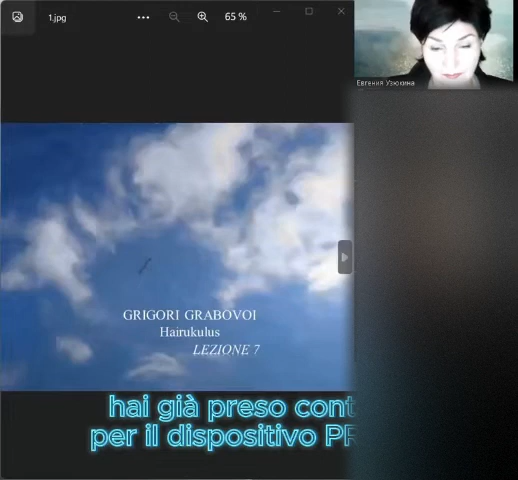 1.jpg ... 65 %
Евгения Узюкина
GRIGORI GRABOVOI
Hairukulus
LEZIONE 7
hai già preso cont
per il dispositivo PR